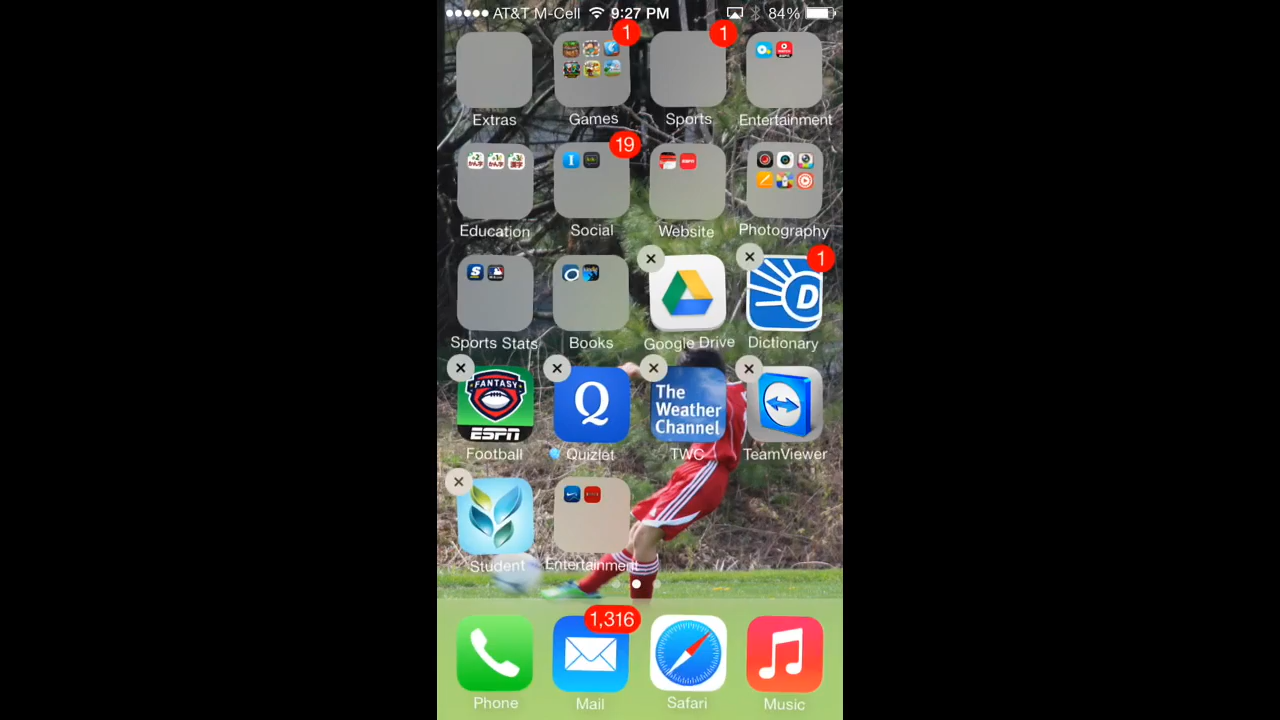 AT&T M-Cell 9:27 PM 84%
1 1
Extras Games Sports Entertainment
19
Education Social Website Photography
1
D
Sports Stats Books Google Drive Dictionary
FANTASY
ESPN
Q
The
Weather
Channel
Football Quizlet TWC TeamViewer
Student Entertainment
1,316
Phone Mail Safari Music